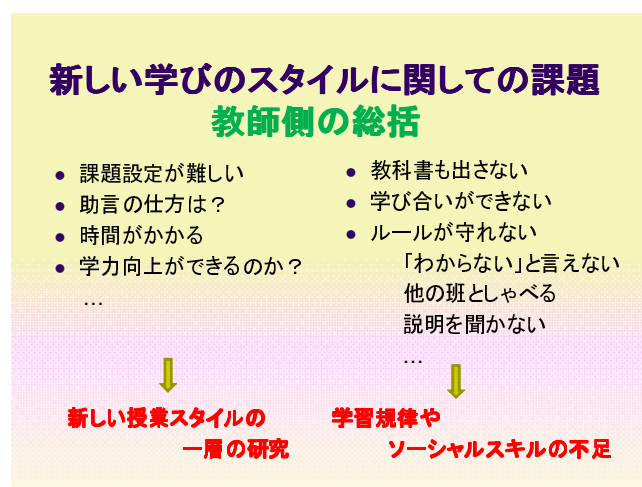 新しい学びのスタイルに関しての課題
教師側の総括
● 課題設定が難しい
● 助言の仕方は？
● 時間がかかる
● 学力向上ができるのか？
…
新しい授業スタイルの
一層の研究
● 教科書も出さない
● 学び合いができない
● ルールが守れない
「わからない」と言えない
他の班としゃべる
説明を聞かない
…
学習規律や
ソーシャルスキルの不足